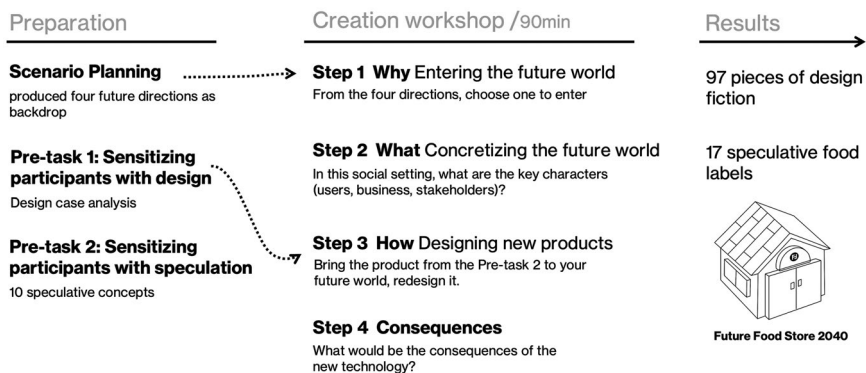 Preparation
Scenario Planning
produced four future directions as
backdrop
Pre-task 1: Sensitizing
participants with design
Design case analysis
Pre-task 2: Sensitizing
participants with speculation
10 speculative concepts
Creation workshop /90min
Step 1 Why Entering the future world
From the four directions, choose one to enter
Step 2 What Concretizing the future world
In this social setting, what are the key characters
(users, business, stakeholders)?
Step 3 How Designing new products
Bring the product from the Pre-task 2 to your
future world, redesign it.
Step 4 Consequences
What would be the consequences of the
new technology?
Results
97 pieces of design
fiction
17 speculative food
labels
Future Food Store 2040